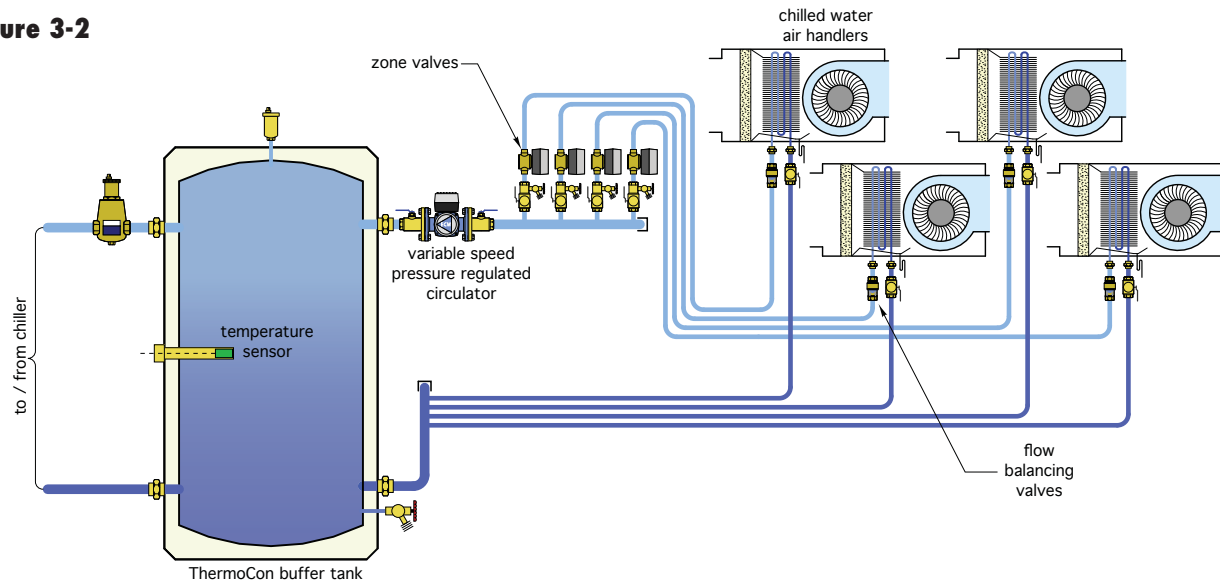 ure 3-2
chilled water
air handlers
zone valves
variable speed
pressure regulated
circulator
temperature
sensor
to / from chiller
flow
balancing
valves
ThermoCon buffer tank